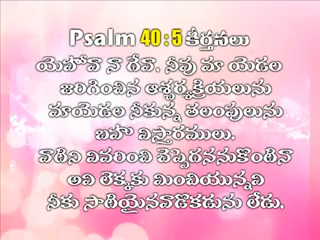 Psalm 40:5 కీర్తనలు
యెహోవా నా దేవా, నీవు మా యెడల
జరిగించిన ఆశ్చర్యక్రియలును
మాయెడల నీకున్న తలంపులును
బహు విస్తారములు.
వాటిని వివరించి చెప్పెదననుకొంటినా
అవి లెక్కకు మించియున్నవి
నీకు సాటియైనవాడొకడును లేడు.